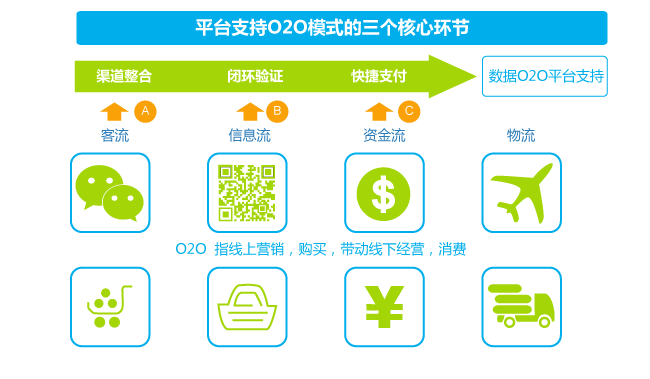 平台支持O2O模式的三个核心环节
渠道整合 闭环验证 快捷支付 数据O2O平台支持
A B C
客流 信息流 资金流 物流
$
O2O 指线上营销，购买，带动线下经营，消费
¥